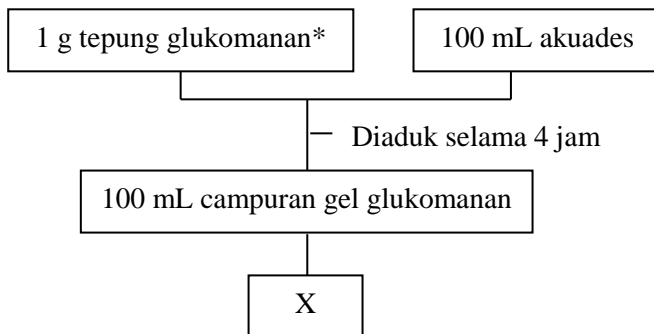 1 g tepung glukomanan*
100 mL akuades
Diaduk selama 4 jam
100 mL campuran gel glukomanan
X